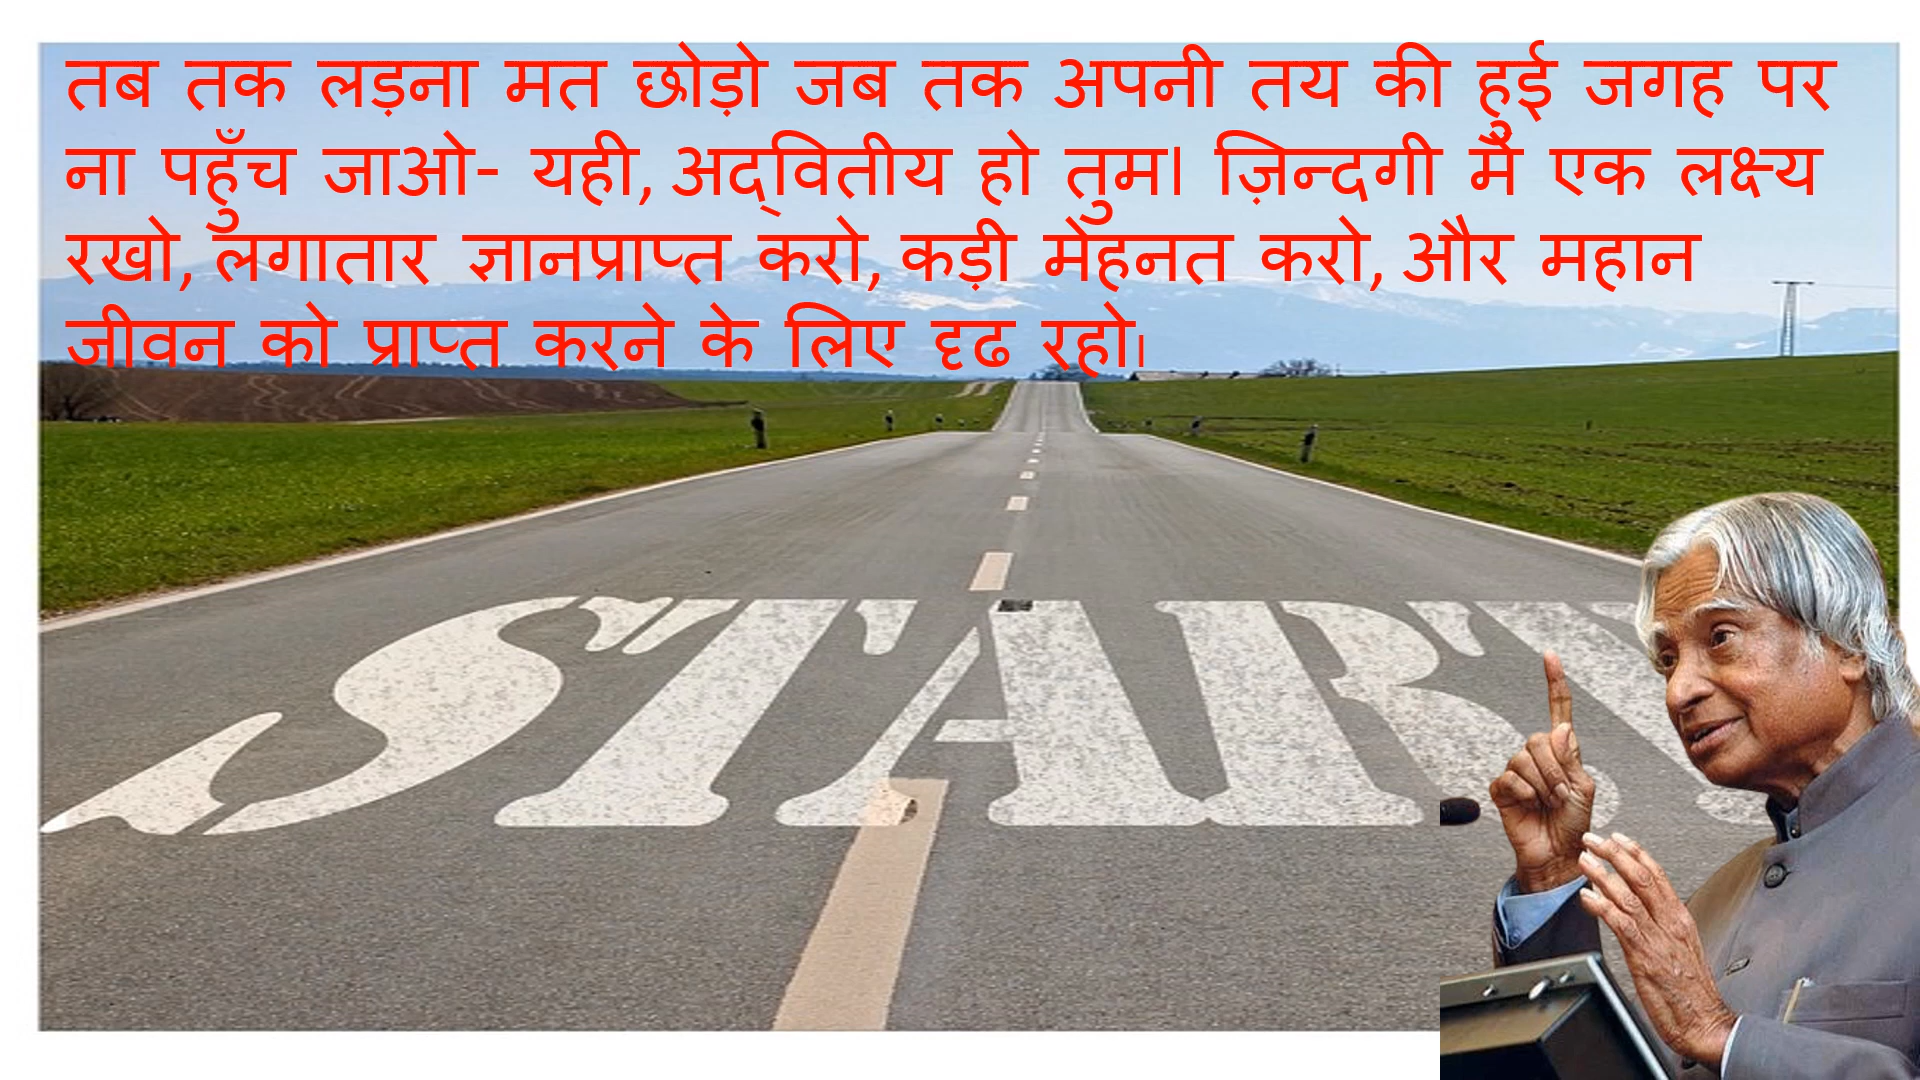 तब तक लड़ना मत छोड़ो जब तक अपनी तय की हुई जगह पर
ना पहुँच जाओ- यही, अद्वितीय हो तुम। ज़िन्दगी में एक लक्ष्य
रखो, लगातार ज्ञानप्राप्त करो, कड़ी मेहनत करो, और महान
जीवन को प्राप्त करने के लिए दृढ रहो।
START